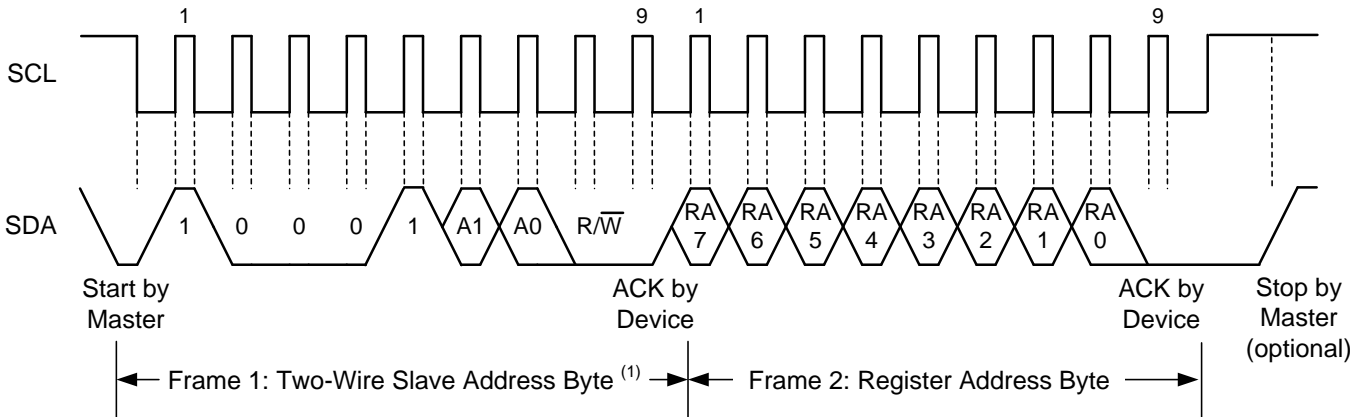 1 9 1 9
SCL
SDA 1 0 0 0 1 A1 A0 R/W̅ RA 7 RA 6 RA 5 RA 4 RA 3 RA 2 RA 1 RA 0
Start by Master
ACK by Device
ACK by Device
Stop by Master (optional)
Frame 1: Two-Wire Slave Address Byte (1)
Frame 2: Register Address Byte